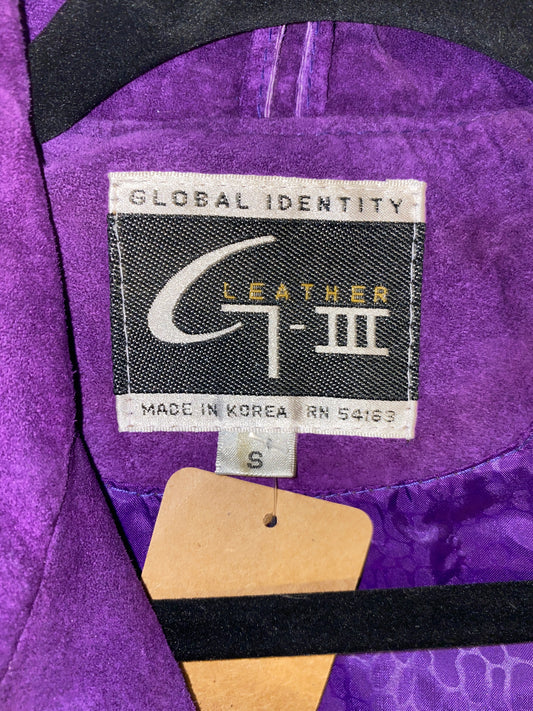 GLOBAL IDENTITY
LEATHER
G-III
MADE IN KOREA RN 54163
S